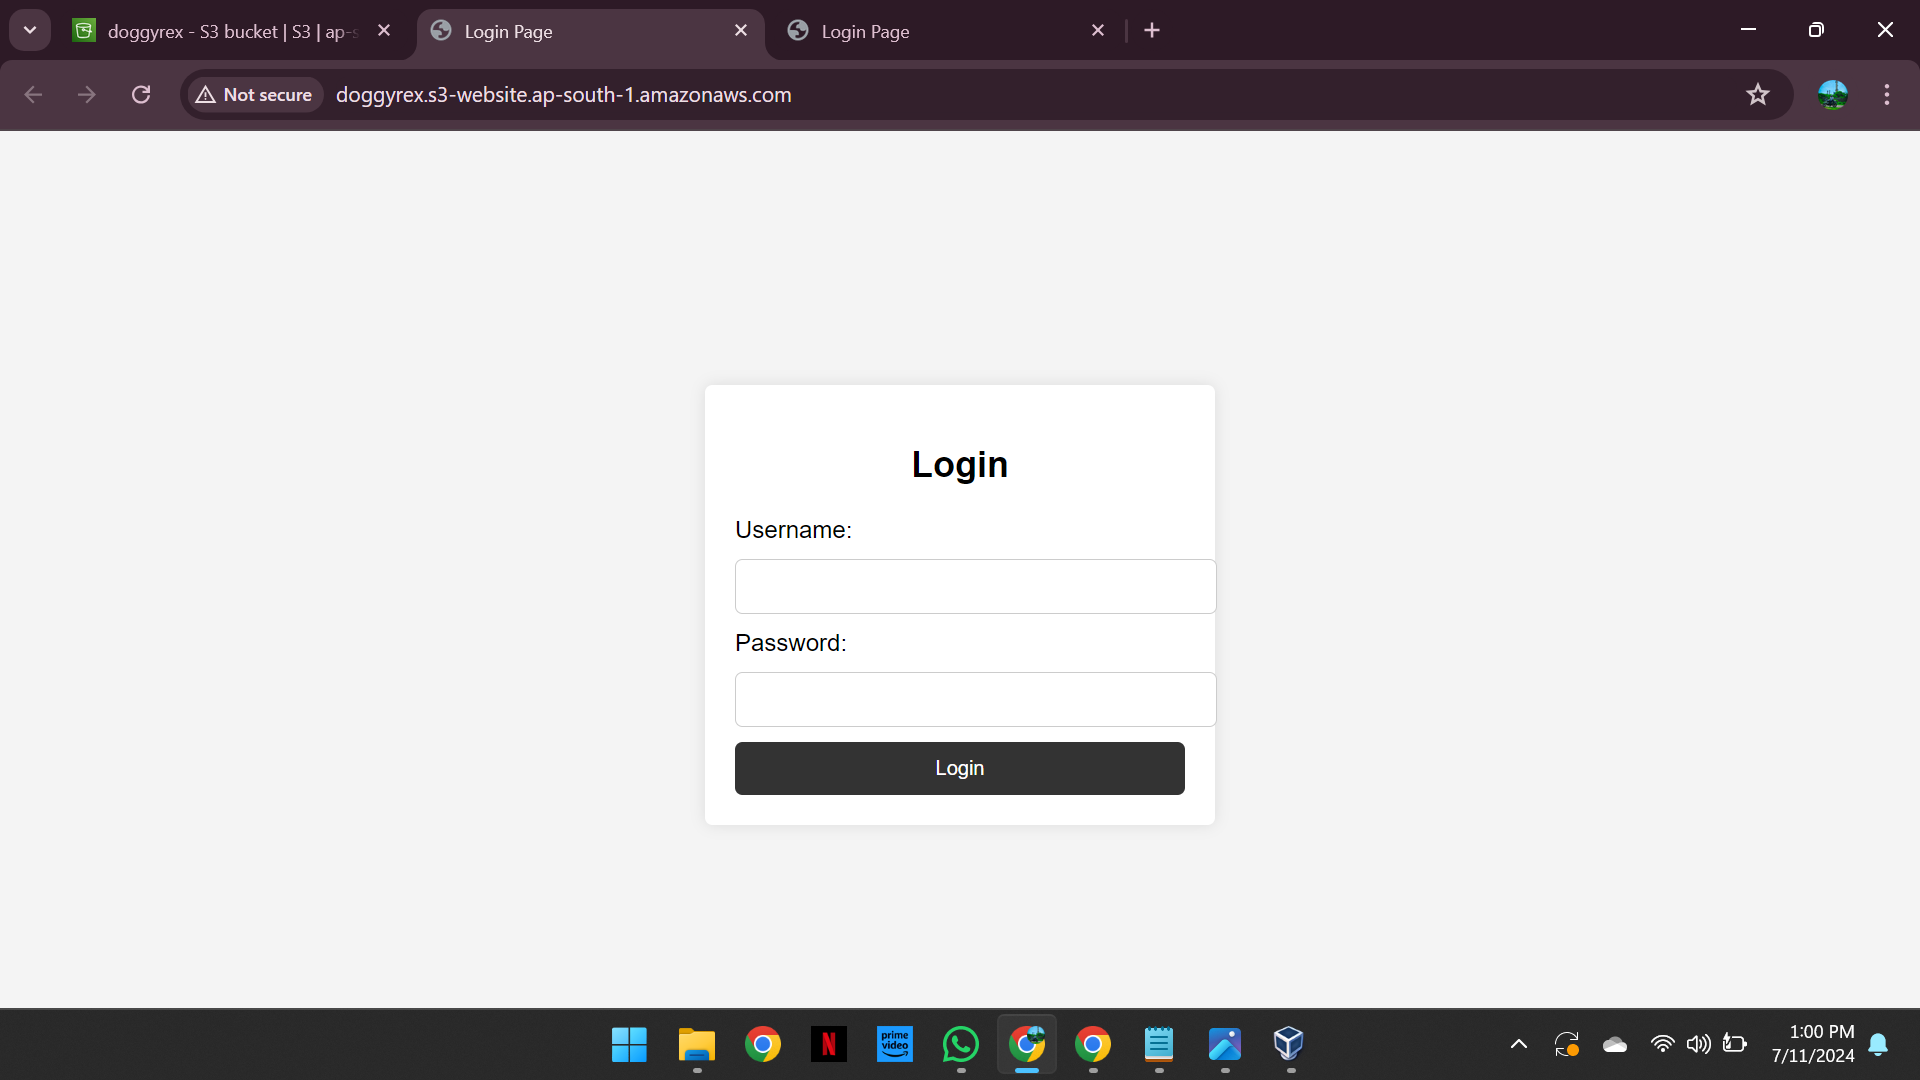 doggyrex - S3 bucket | S3 | ap-s
Login Page
Login Page
Not secure
doggyrex.s3-website.ap-south-1.amazonaws.com
Login
Username:
Password:
Login
N
prime
video
1:00 PM
7/11/2024